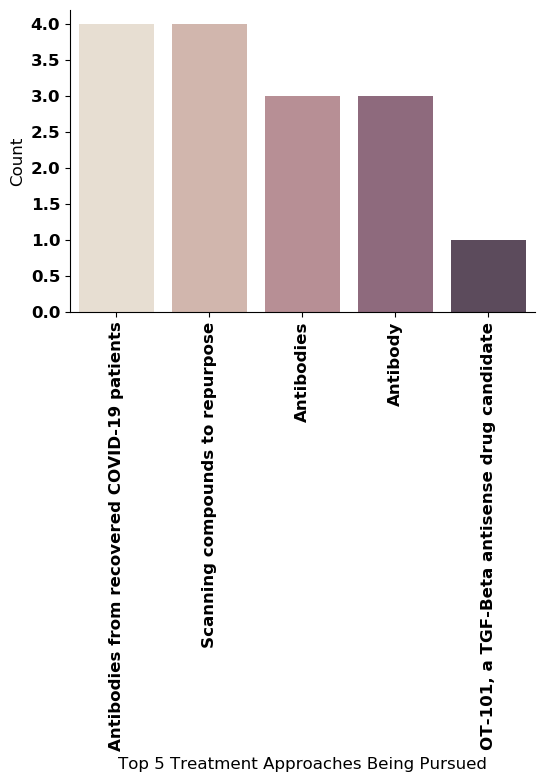 4.0
3.5
3.0
2.5
2.0
1.5
1.0
0.5
0.0
Count
Antibodies from recovered COVID-19 patients
Scanning compounds to repurpose
Antibodies
Antibody
OT-101, a TGF-Beta antisense drug candidate
Top 5 Treatment Approaches Being Pursued